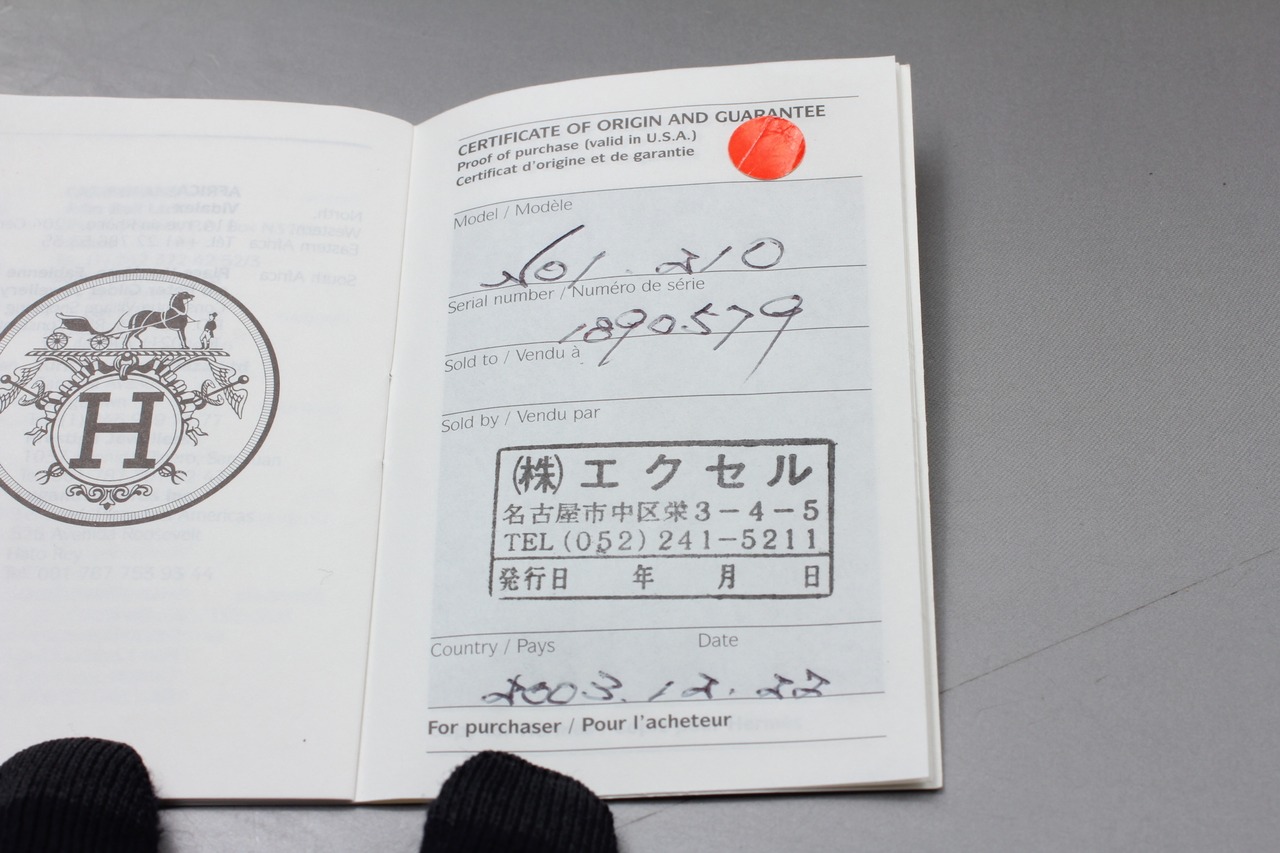 H
CERTIFICATE OF ORIGIN AND GUARANTEE
Proof of purchase (valid in U.S.A.)
Certificat d'origine et de garantie
Model / Modèle
No1. 210
Serial number / Numéro de série
1890579
Sold to / Vendu à
Sold by / Vendu par
(株)エクセル
名古屋市中区栄3-4-5
TEL(052)241-5211
発行日 年 月 日
Country / Pays Date
2003.12.22
For purchaser / Pour l'acheteur